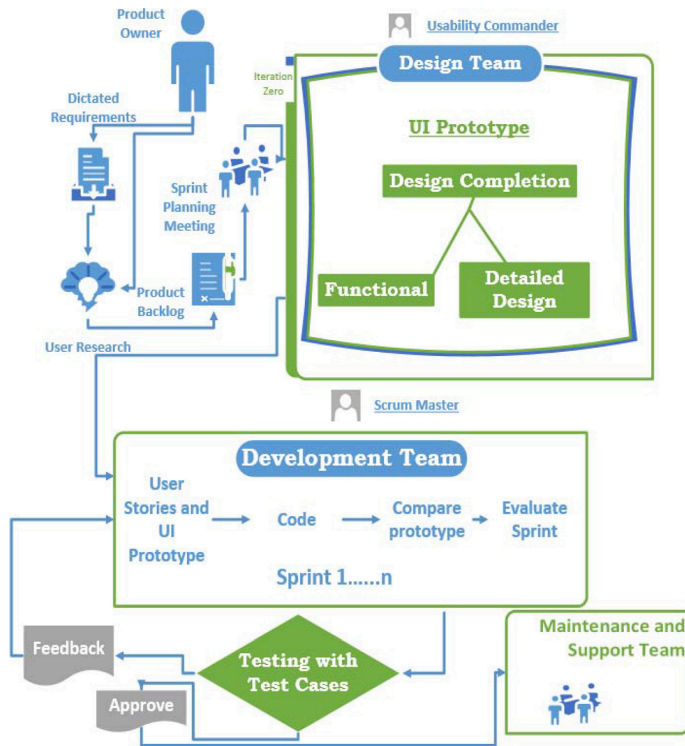 Product
Owner
Usability Commander
Design Team
Iteration
Zero
Dictated
Requirements
UI Prototype
Sprint
Planning
Meeting
Design Completion
Functional
Detailed
Design
Product
Backlog
User Research
Scrum Master
Development Team
User
Stories and
UI
Prototype
Code
Compare
prototype
Evaluate
Sprint
Sprint 1......n
Feedback
Testing with
Test Cases
Approve
Maintenance and
Support Team